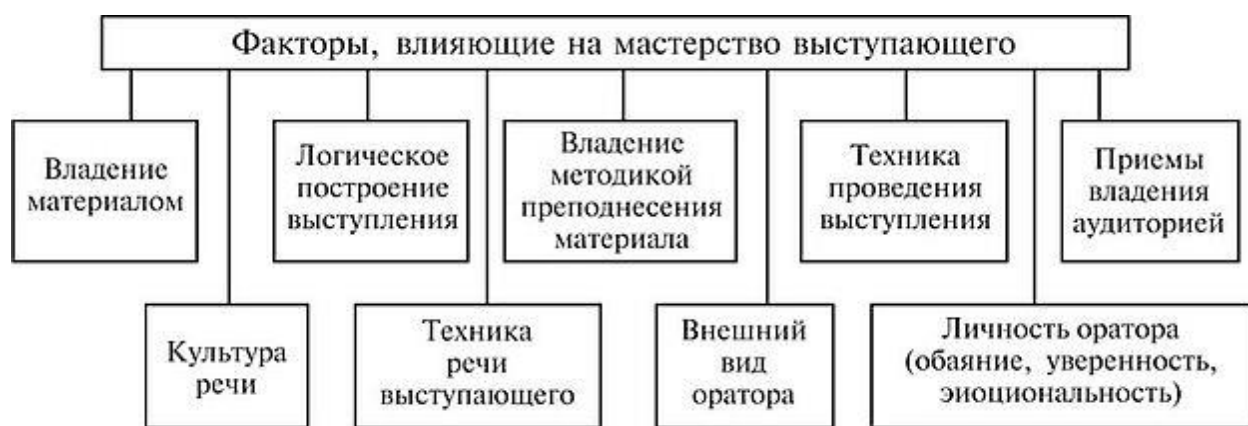 Факторы, влияющие на мастерство выступающего
Владение
материалом
Логическое
построение
выступления
Владение
методикой
преподнесения
материала
Техника
проведения
выступления
Приемы
владения
аудиторией
Культура
речи
Техника
речи
выступающего
Внешний
вид
оратора
Личность оратора
(обаяние, уверенность,
эиоциональность)